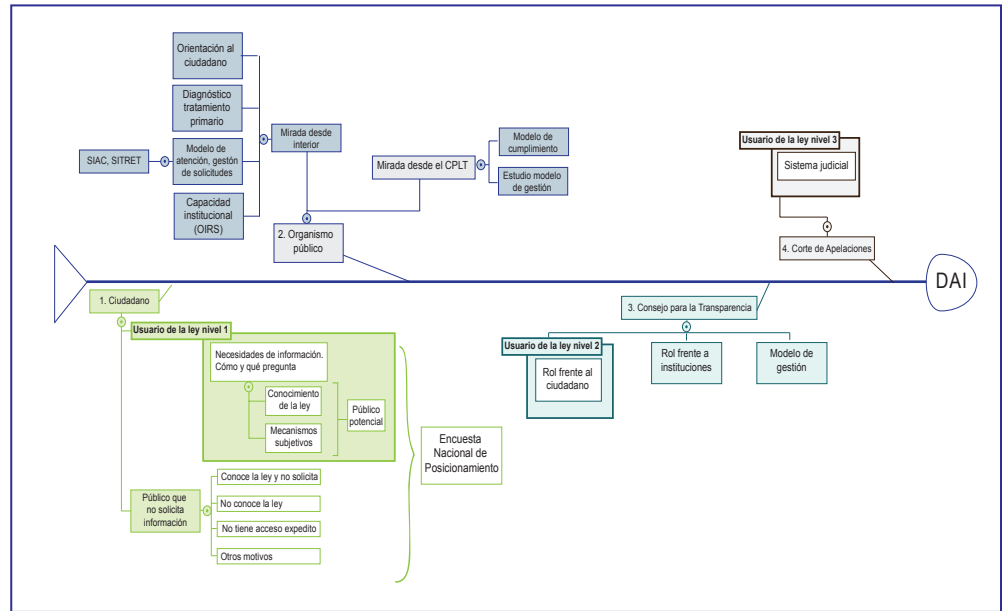 Orientación al
ciudadano
Diagnóstico
tratamiento
primario
SIAC, SITRET
Modelo de
atención, gestón
de solicitudes
Capacidad
institucional
(OIRS)
Mirada desde
interior
Mirada desde el CPLT
Modelo de
cumplimiento
Estudio modelo
de gestión
2. Organismo
público
Usuario de la ley nivel 3
Sistema judicial
4. Corte de Apelaciones
DAI
1. Ciudadano
Usuario de la ley nivel 1
Necesidades de información.
Cómo y qué pregunta
Conocimiento
de la ley
Mecanismos
subjetivos
Público
potencial
Público que
no solicita
información
Conoce la ley y no solicita
No conoce la ley
No tiene acceso expedito
Otros motivos
Encuesta
Nacional de
Posicionamiento
3. Consejo para la Transparencia
Usuario de la ley nivel 2
Rol frente al
ciudadano
Rol frente a
instituciones
Modelo de
gestión